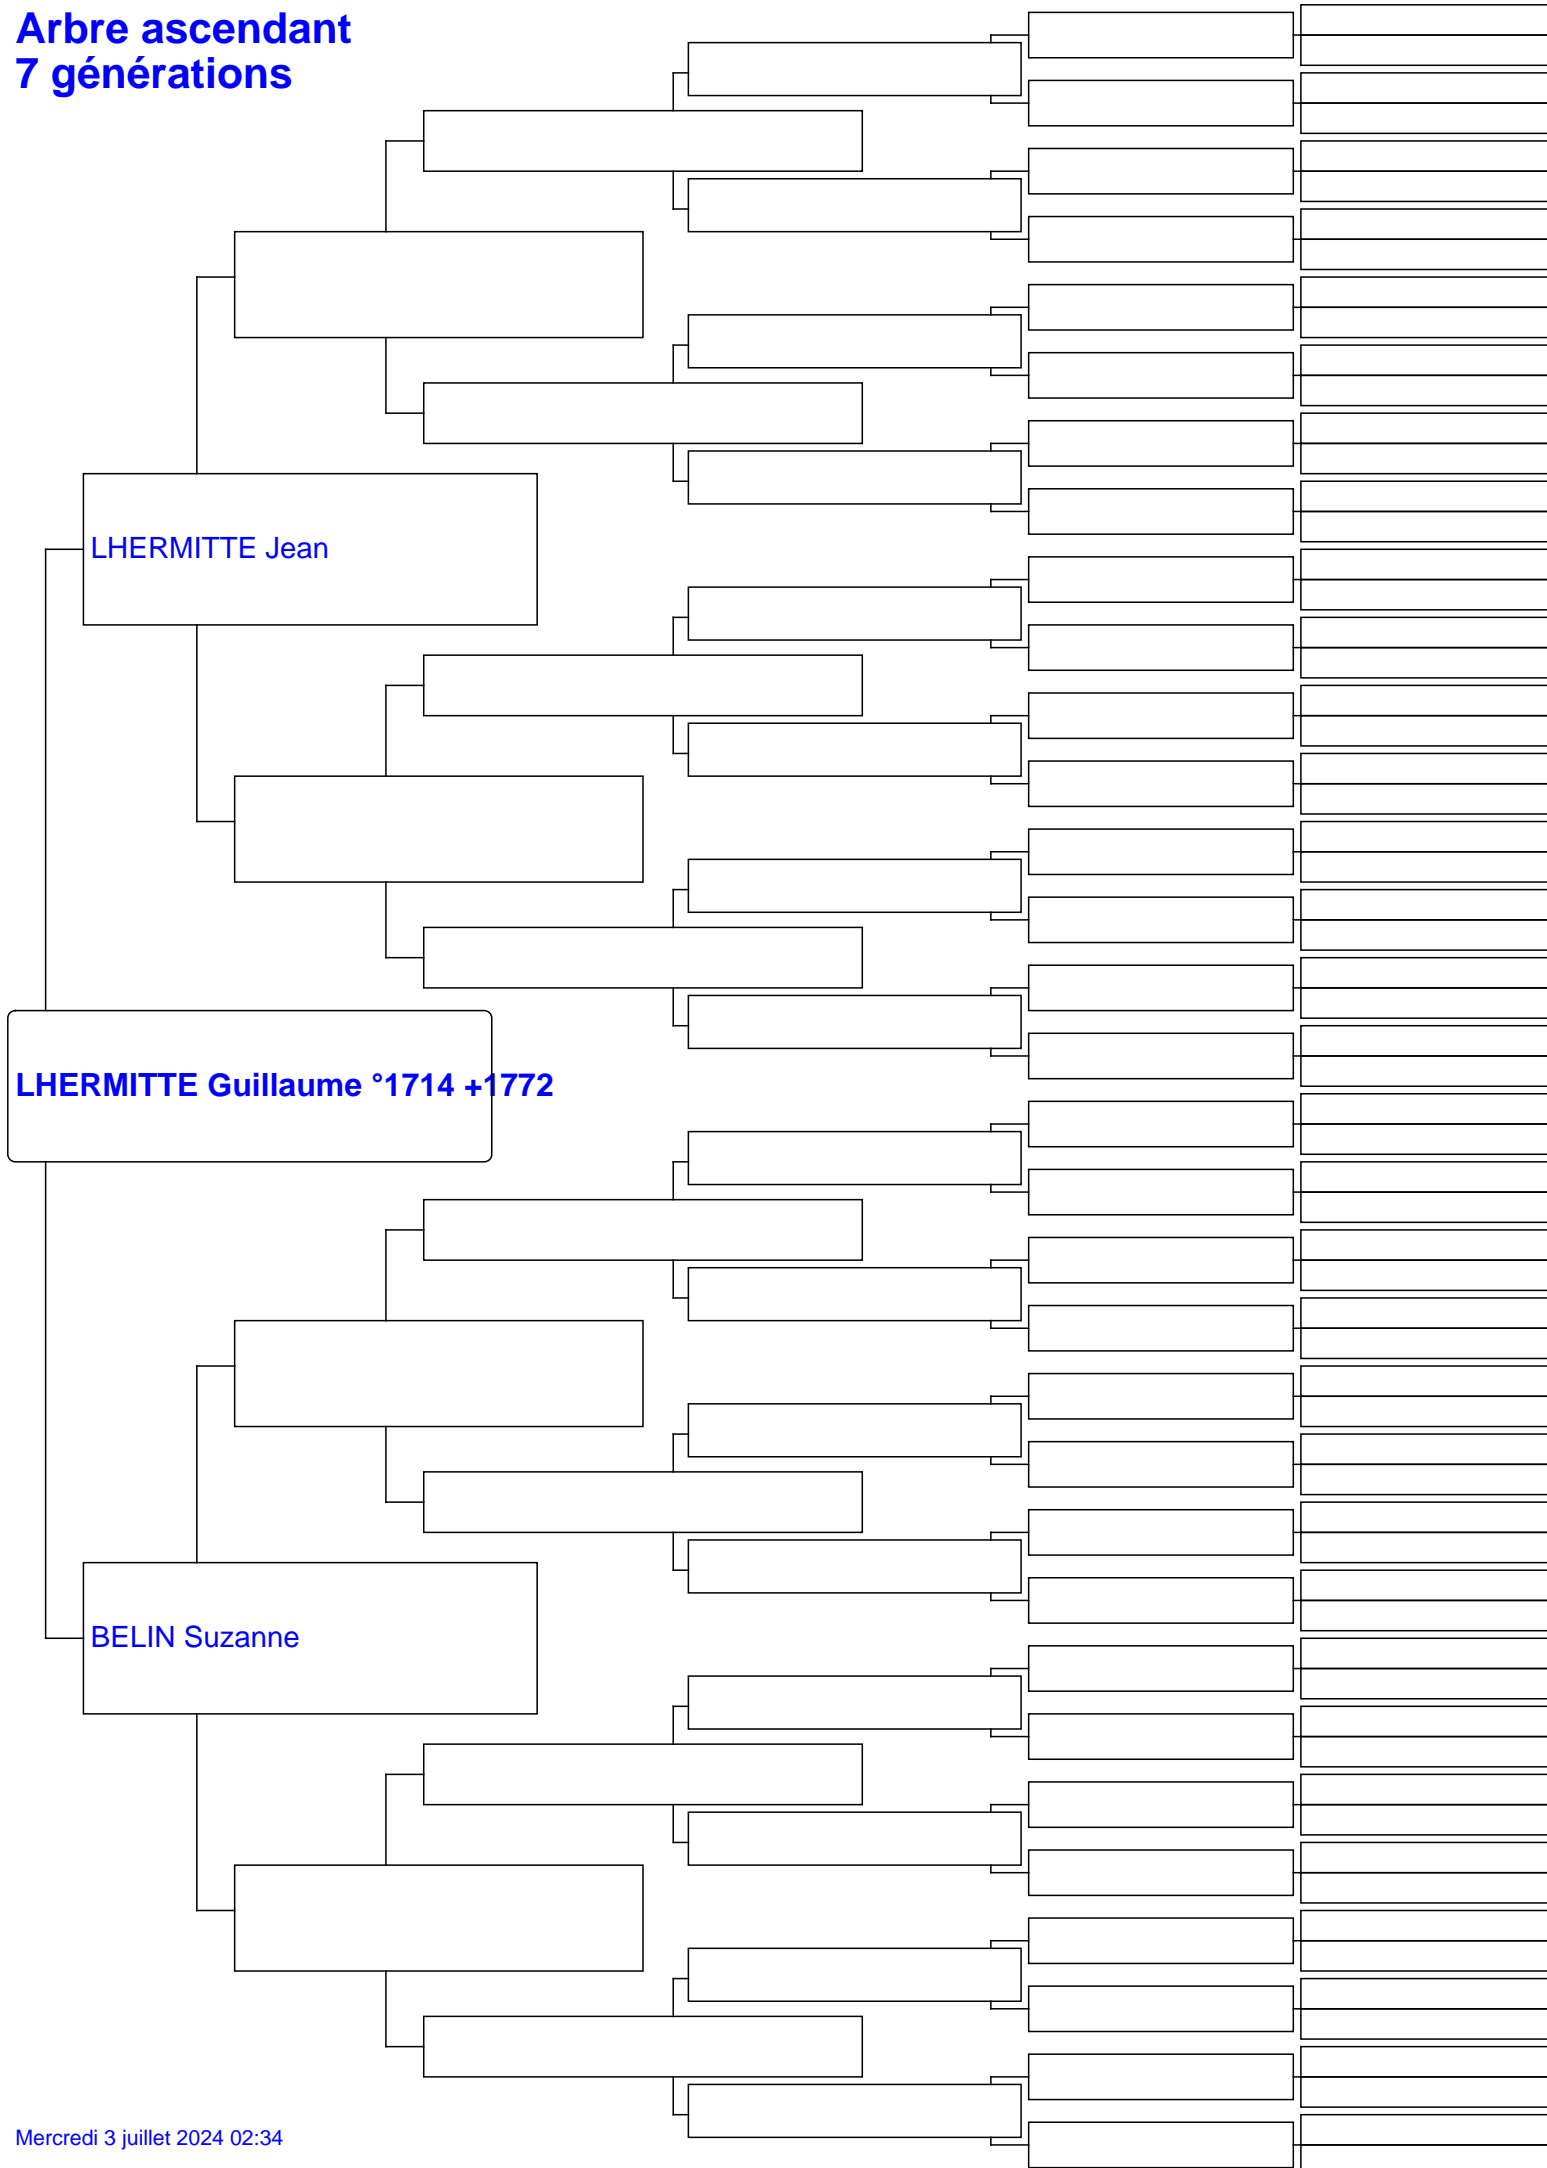 Arbre ascendant
7 générations
LHERMITTE Jean
LHERMITTE Guillaume °1714 +1772
BELIN Suzanne
Mercredi 3 juillet 2024 02:34